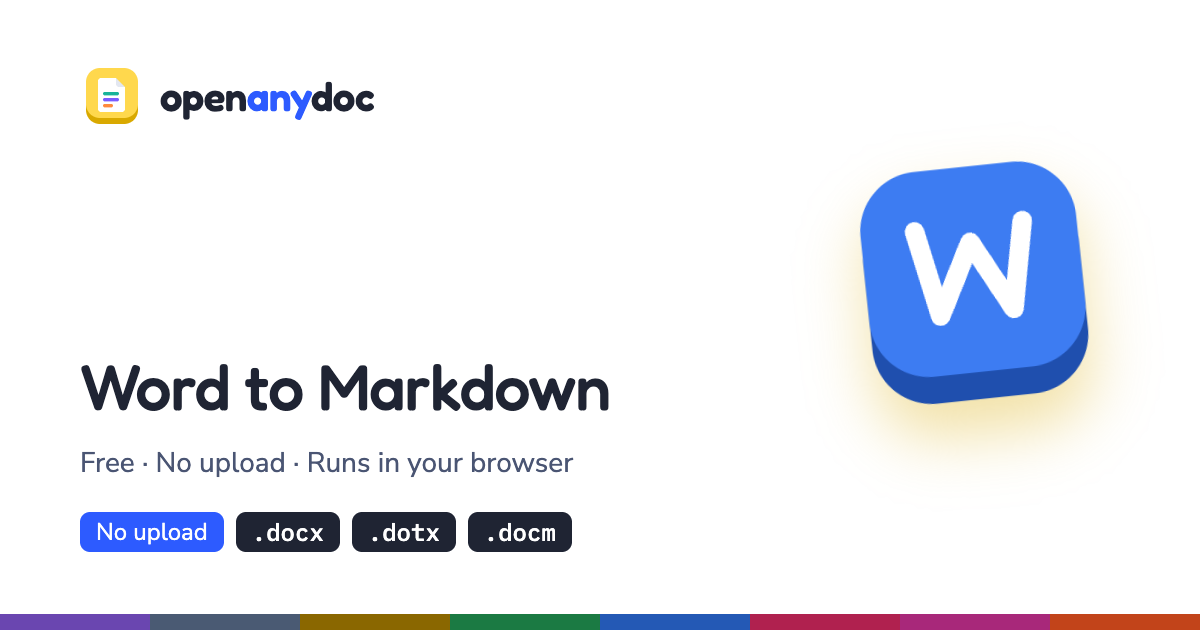 openanydoc
W
Word to Markdown
Free · No upload · Runs in your browser
No upload .docx .dotx .docm